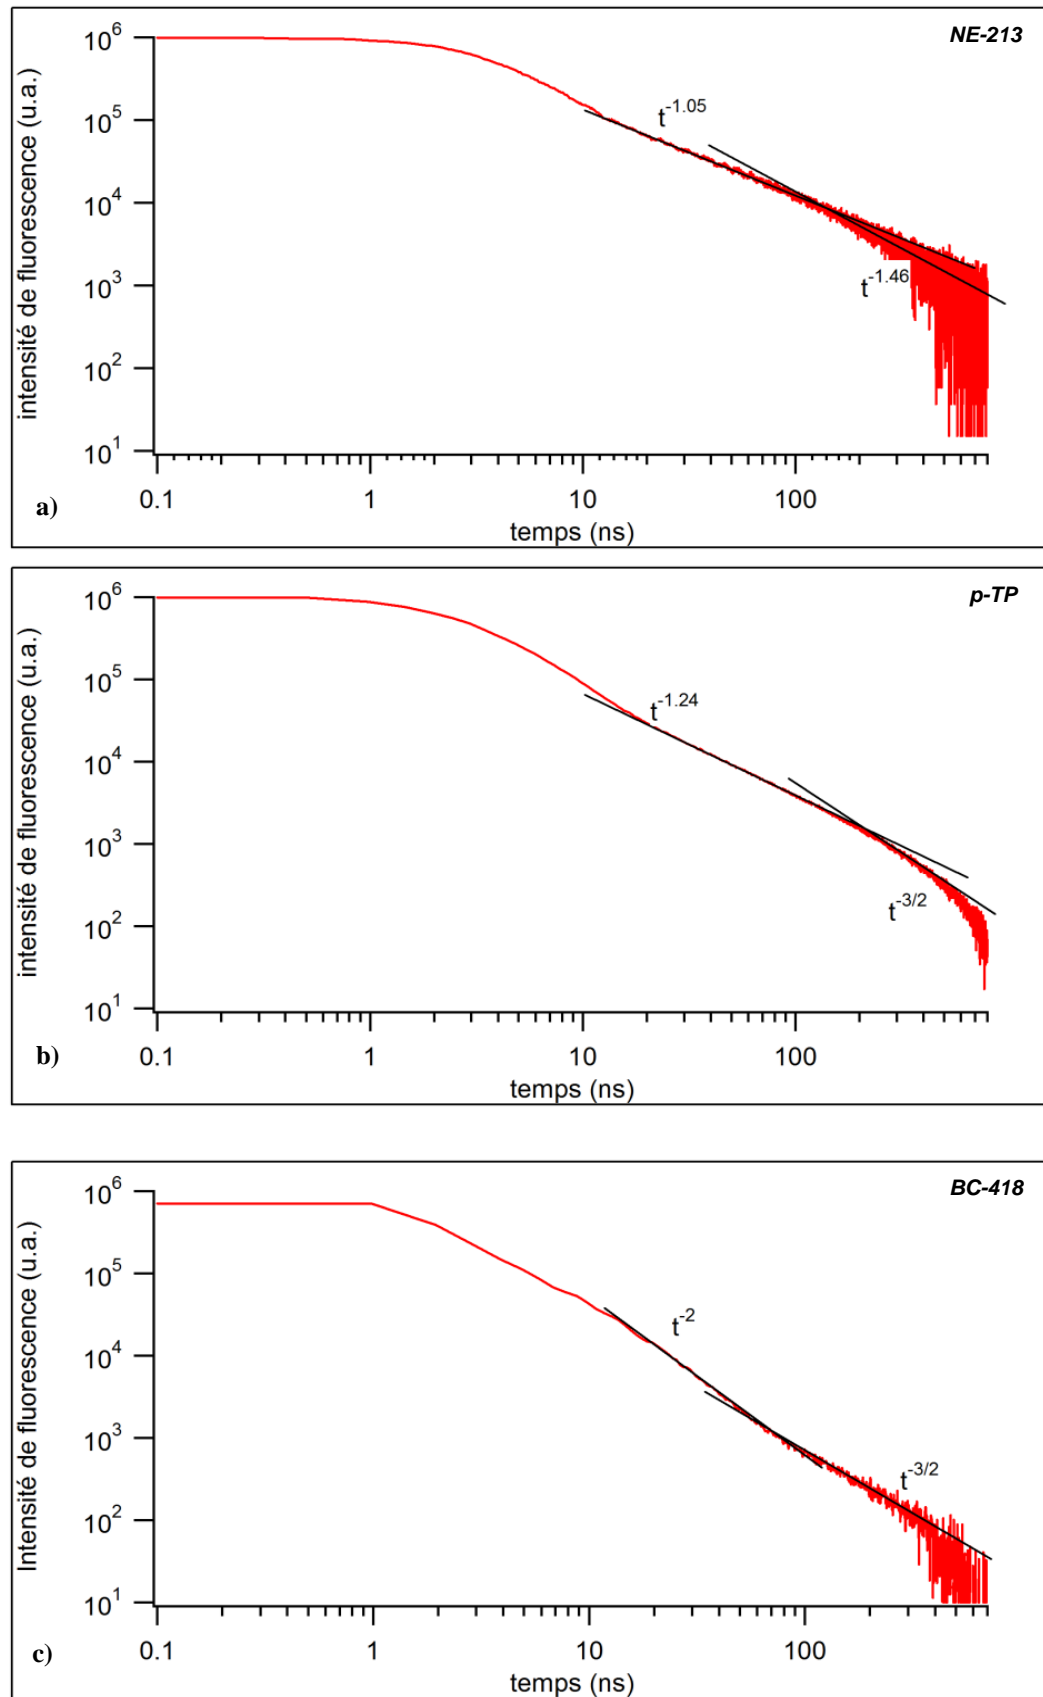 NE-213
intensité de fluorescence (u.a.)
10^6
10^5
10^4
10^3
10^2
10^1
t^-1.05
t^-1.46
0.1 1 10 100
temps (ns)
a)
p-TP
intensité de fluorescence (u.a.)
10^6
10^5
10^4
10^3
10^2
10^1
t^-1.24
t^-3/2
0.1 1 10 100
temps (ns)
b)
BC-418
Intensité de fluorescence (u.a.)
10^6
10^5
10^4
10^3
10^2
10^1
t^-2
t^-3/2
0.1 1 10 100
temps (ns)
c)